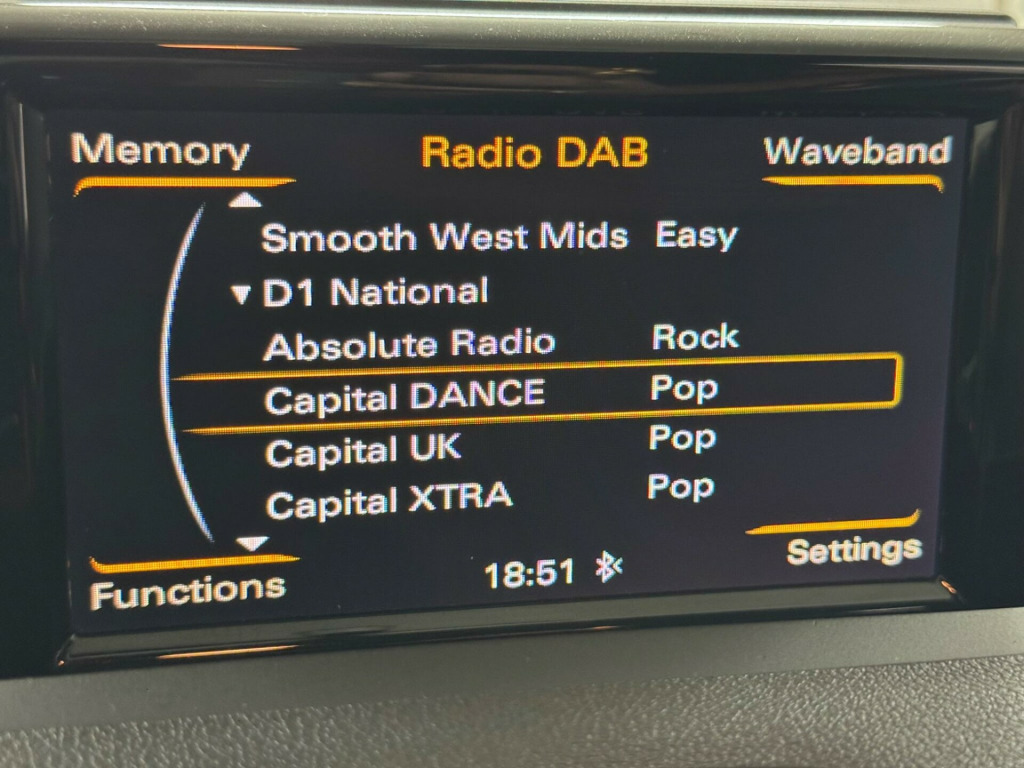 Memory Radio DAB Waveband
Smooth West Mids Easy
▼ D1 National
Absolute Radio Rock
Capital DANCE Pop
Capital UK Pop
Capital XTRA Pop
Settings
Functions 18:51